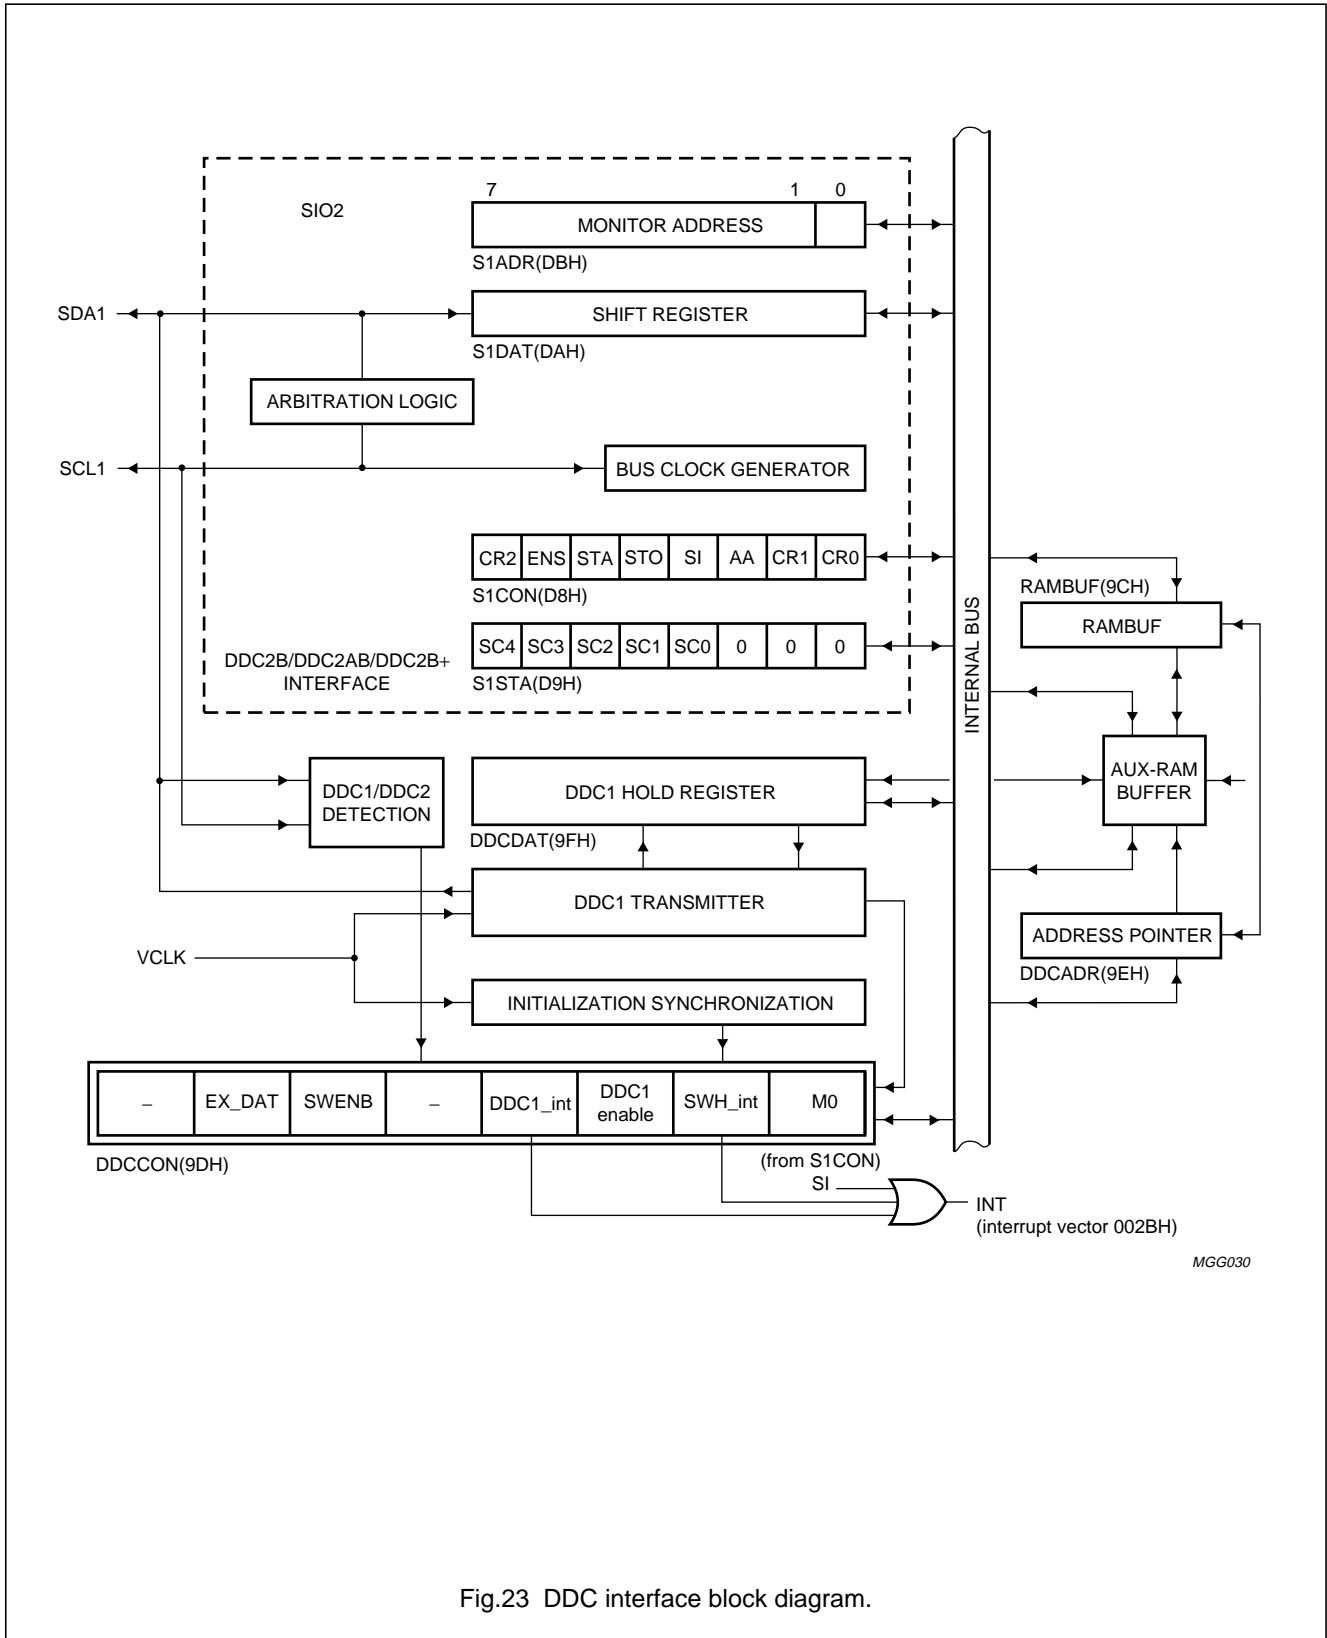 7 1 0
SIO2
MONITOR ADDRESS
S1ADR(DBH)
SDA1
SHIFT REGISTER
S1DAT(DAH)
ARBITRATION LOGIC
SCL1
BUS CLOCK GENERATOR
CR2 ENS STA STO SI AA CR1 CR0
S1CON(D8H)
SC4 SC3 SC2 SC1 SC0 0 0 0
S1STA(D9H)
DDC2B/DDC2AB/DDC2B+
INTERFACE
INTERNAL BUS
RAMBUF(9CH)
RAMBUF
AUX-RAM
BUFFER
ADDRESS POINTER
DDCADR(9EH)
DDC1/DDC2
DETECTION
DDC1 HOLD REGISTER
DDCDAT(9FH)
DDC1 TRANSMITTER
VCLK
INITIALIZATION SYNCHRONIZATION
– EX_DAT SWENB – DDC1_int DDC1 enable SWH_int M0
DDCCON(9DH)
(from S1CON)
SI
INT
(interrupt vector 002BH)
MGG030
Fig.23 DDC interface block diagram.